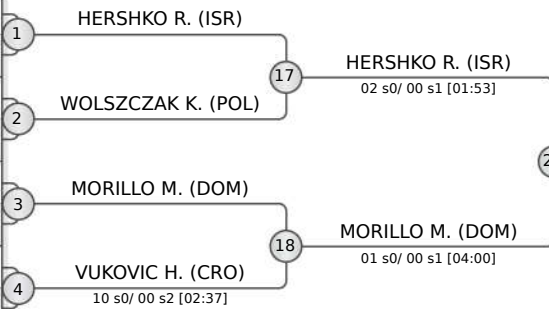 HERSHKO R. (ISR)
1
17
HERSHKO R. (ISR)
02 s0/ 00 s1 [01:53]
WOLSZCZAK K. (POL)
2
MORILLO M. (DOM)
3
18
MORILLO M. (DOM)
01 s0/ 00 s1 [04:00]
VUKOVIC H. (CRO)
4
10 s0/ 00 s2 [02:37]